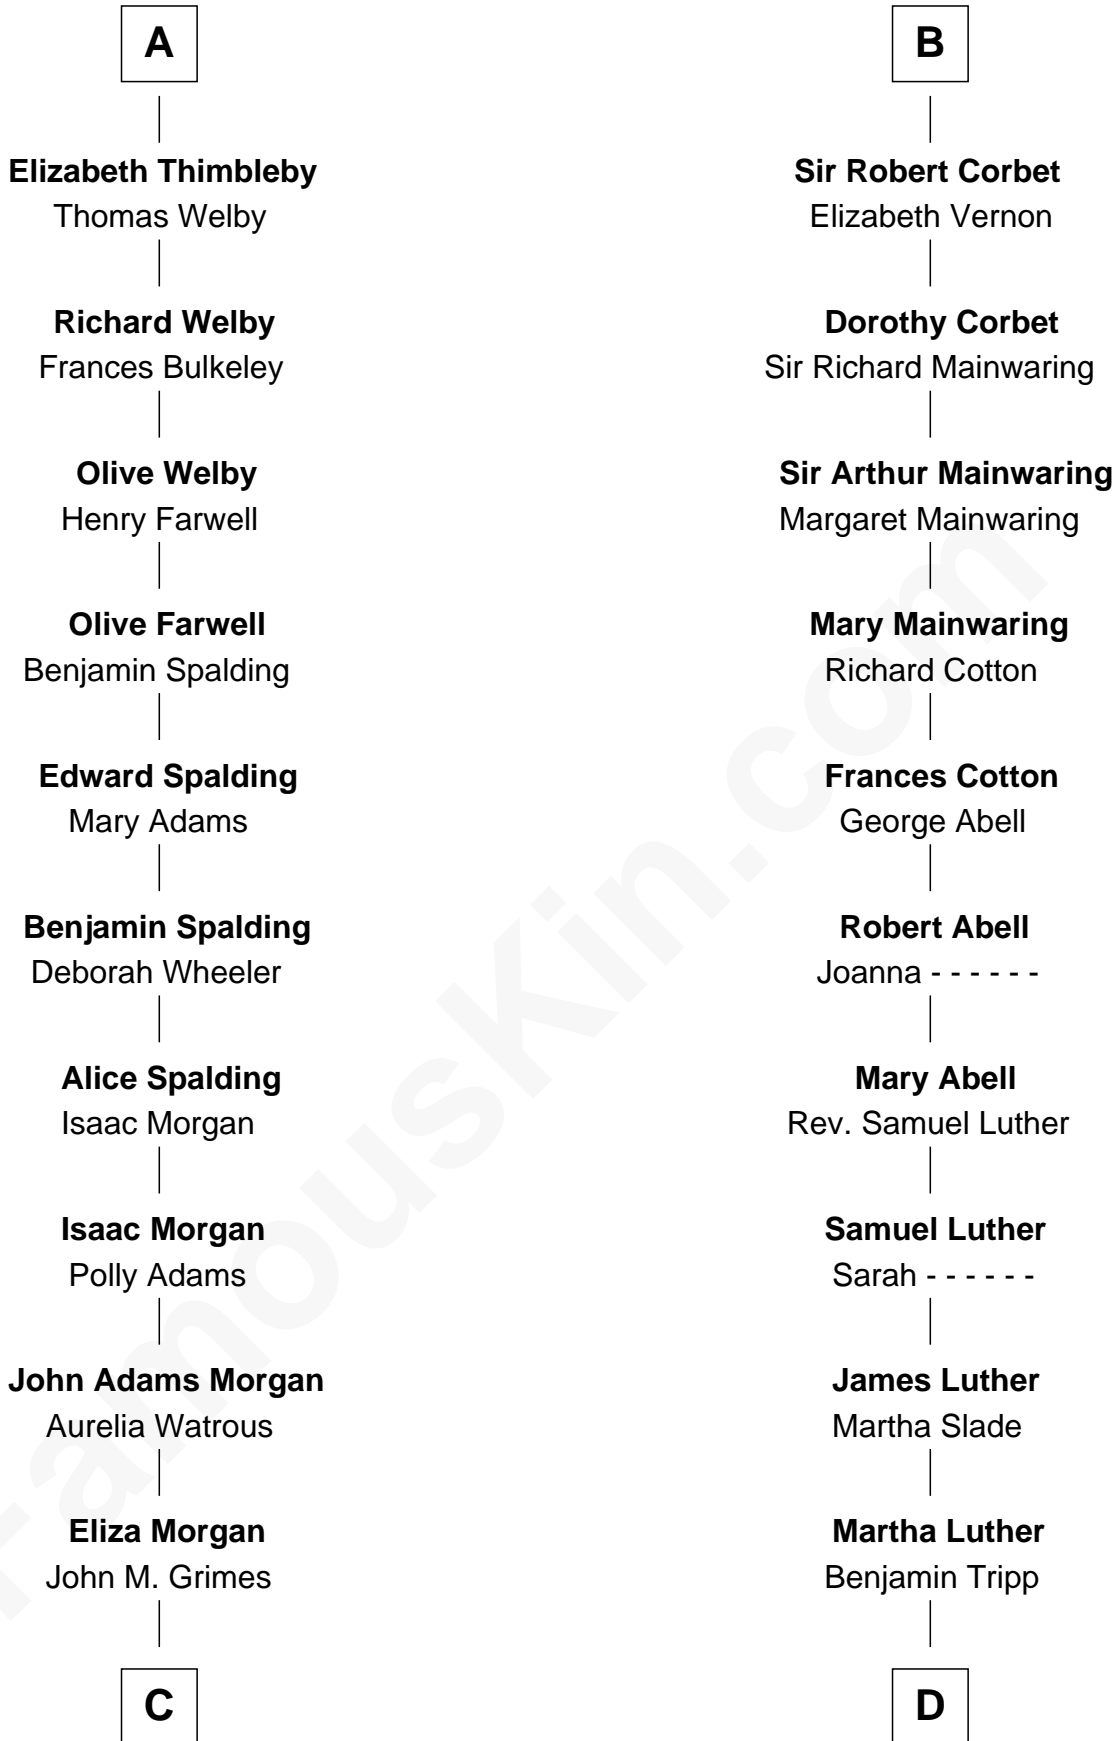 A
Elizabeth Thimbleby
Thomas Welby
Richard Welby
Frances Bulkeley
Olive Welby
Henry Farwell
Olive Farwell
Benjamin Spalding
Edward Spalding
Mary Adams
Benjamin Spalding
Deborah Wheeler
Alice Spalding
Isaac Morgan
Isaac Morgan
Polly Adams
John Adams Morgan
Aurelia Watrous
Eliza Morgan
John M. Grimes
C
B
Sir Robert Corbet
Elizabeth Vernon
Dorothy Corbet
Sir Richard Mainwaring
Sir Arthur Mainwaring
Margaret Mainwaring
Mary Mainwaring
Richard Cotton
Frances Cotton
George Abell
Robert Abell
Joanna - - - - - -
Mary Abell
Rev. Samuel Luther
Samuel Luther
Sarah - - - - - -
James Luther
Martha Slade
Martha Luther
Benjamin Tripp
D
FamousKin.com